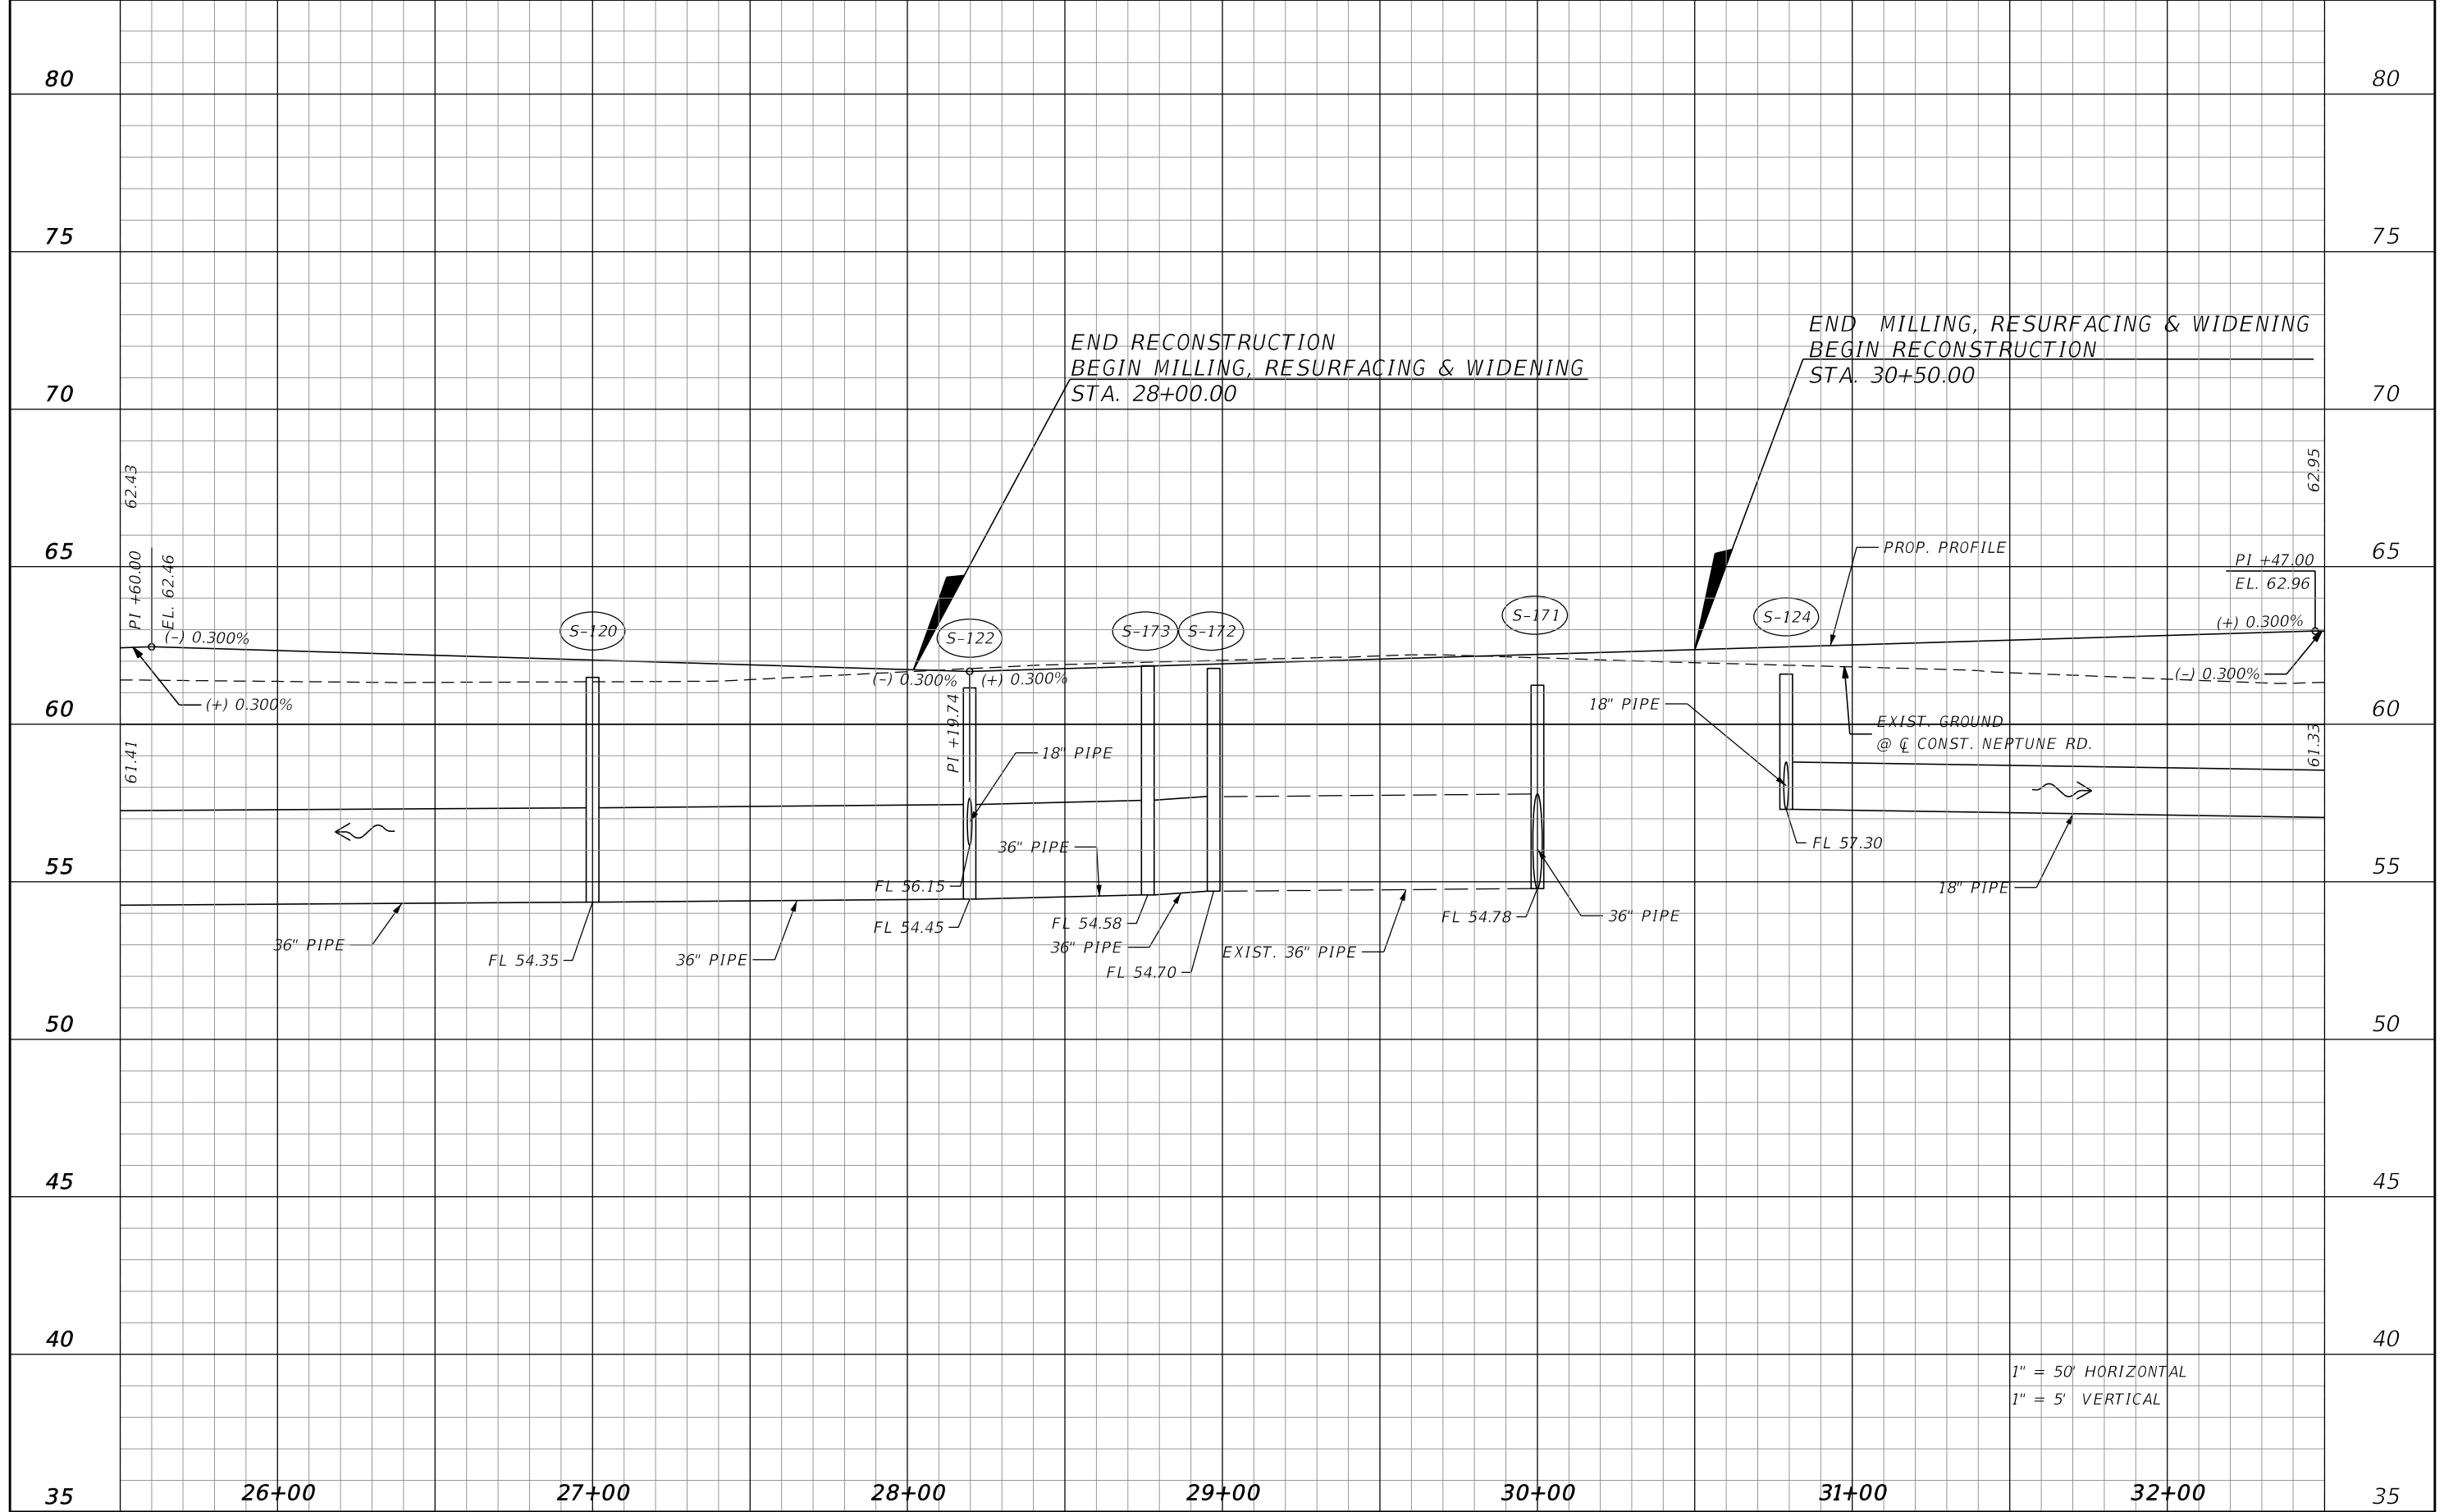 80
80
75
75
END RECONSTRUCTION
BEGIN MILLING, RESURFACING & WIDENING
STA. 28+00.00
END MILLING, RESURFACING & WIDENING
BEGIN RECONSTRUCTION
STA. 30+50.00
70
70
62.43
62.95
65
65
PI +60.00
EL. 62.46
(-) 0.300%
(+) 0.300%
PROP. PROFILE
PI +47.00
EL. 62.96
(+) 0.300%
(-) 0.300%
S-120
S-122
S-173
S-172
S-171
S-124
(-) 0.300%
(+) 0.300%
PI +19.74
60
60
61.41
61.33
18" PIPE
18" PIPE
EXIST. GROUND
@ ℄ CONST. NEPTUNE RD.
36" PIPE
FL 57.30
55
55
FL 56.15
18" PIPE
FL 54.45
FL 54.58
FL 54.78
36" PIPE
36" PIPE
36" PIPE
EXIST. 36" PIPE
FL 54.35
36" PIPE
FL 54.70
50
50
45
45
40
40
1" = 50' HORIZONTAL
1" = 5' VERTICAL
35
26+00
27+00
28+00
29+00
30+00
31+00
32+00
35